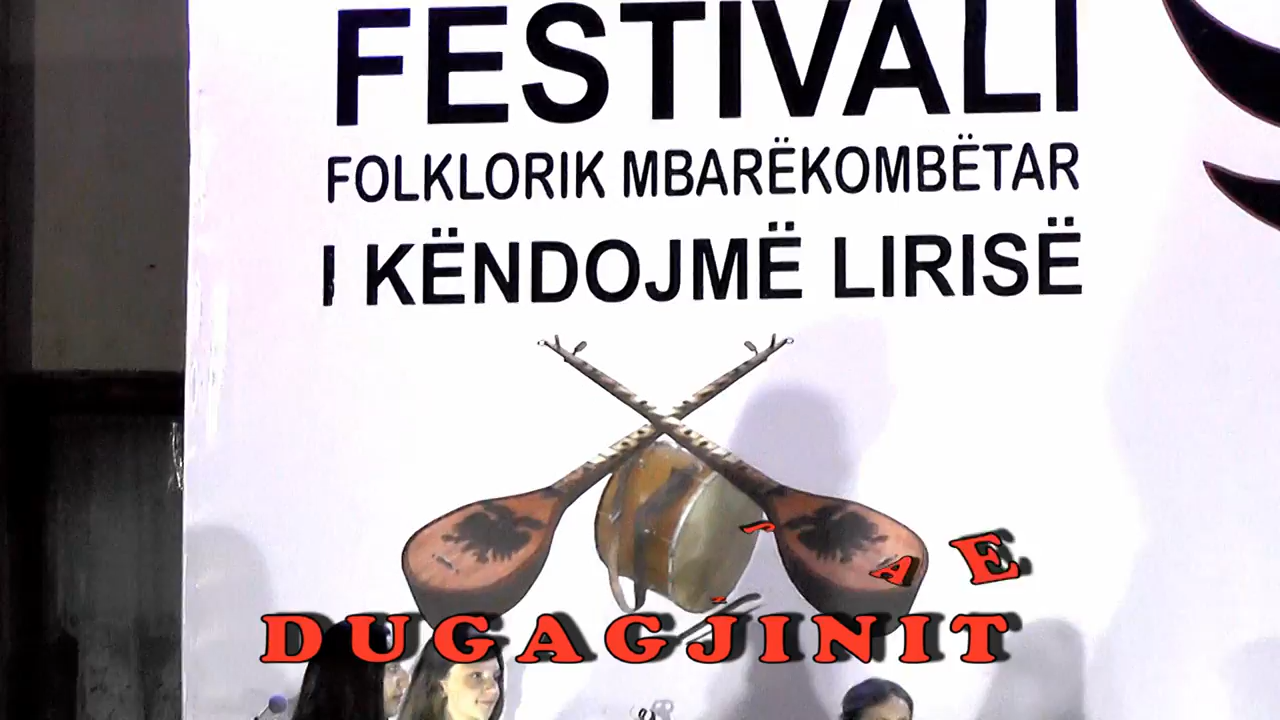 FESTIVALI
FOLKLORIK MBARËKOMBËTAR
I KËNDOJMË LIRISË
A E
DUGAGJINIT